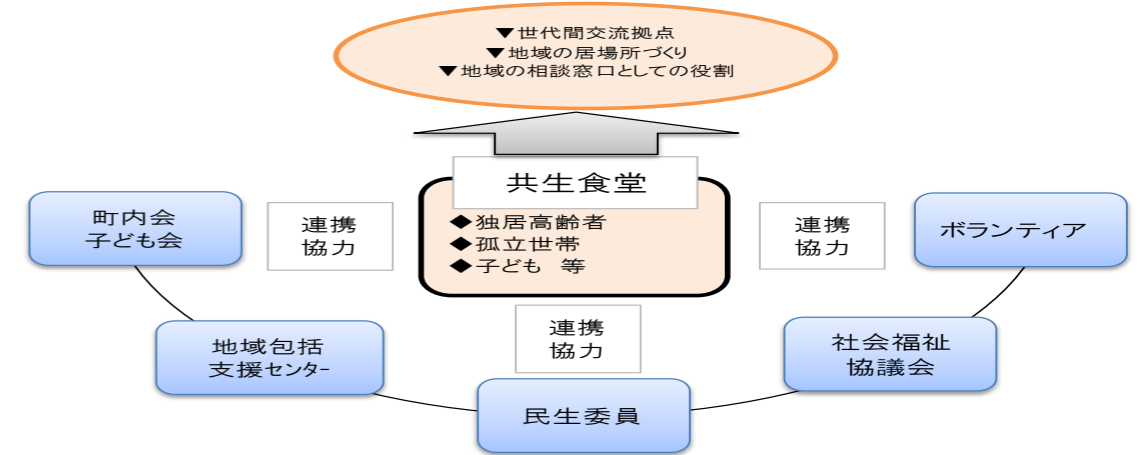 ▼世代間交流拠点
▼地域の居場所づくり
▼地域の相談窓口としての役割
共生食堂
◆独居高齢者
◆孤立世帯
◆子ども　等
町内会
子ども会
連携
協力
連携
協力
ボランティア
連携
協力
地域包括
支援センター
社会福祉
協議会
民生委員